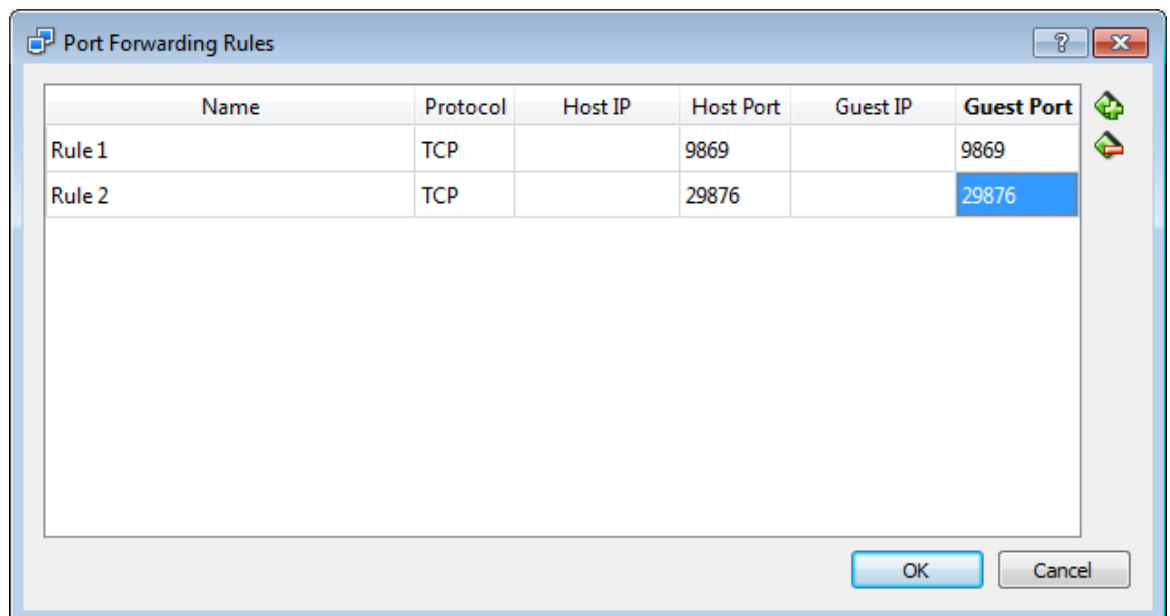 Port Forwarding Rules
Name Protocol Host IP Host Port Guest IP Guest Port
Rule 1 TCP 9869 9869
Rule 2 TCP 29876 29876
OK Cancel